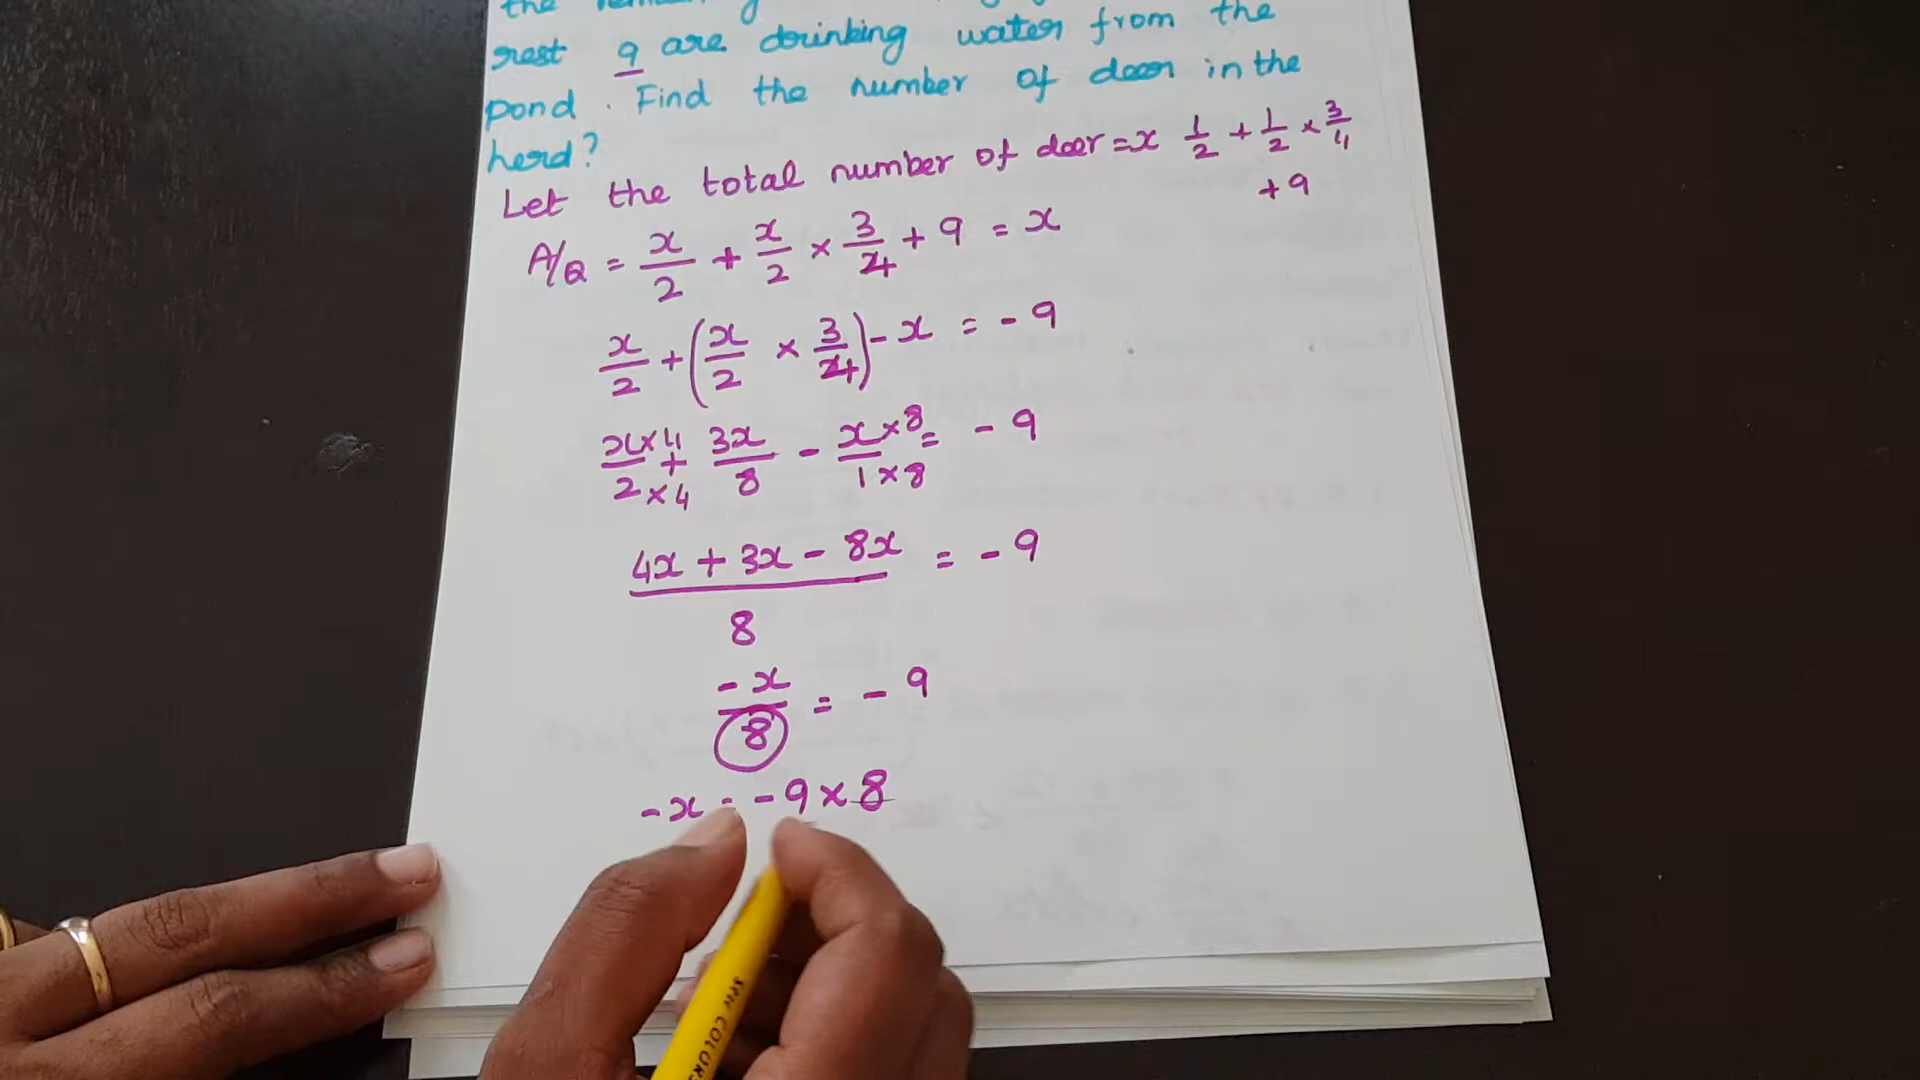 the
rest 9 are drinking water from the
pond . Find the number of deer in the
herd?
Let the total number of deer = x 1/2 + 1/2 × 3/4
+ 9
A/Q = x/2 + x/2 × 3/4 + 9 = x
x/2 + (x/2 × 3/4) - x = - 9
x×4/2×4 + 3x/8 - x×8/1×8 = - 9
4x + 3x - 8x/8 = - 9
-x/8 = - 9
-x = -9 × 8